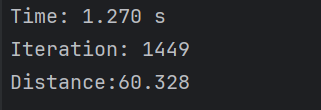 Time: 1.270 s
Iteration: 1449
Distance:60.328